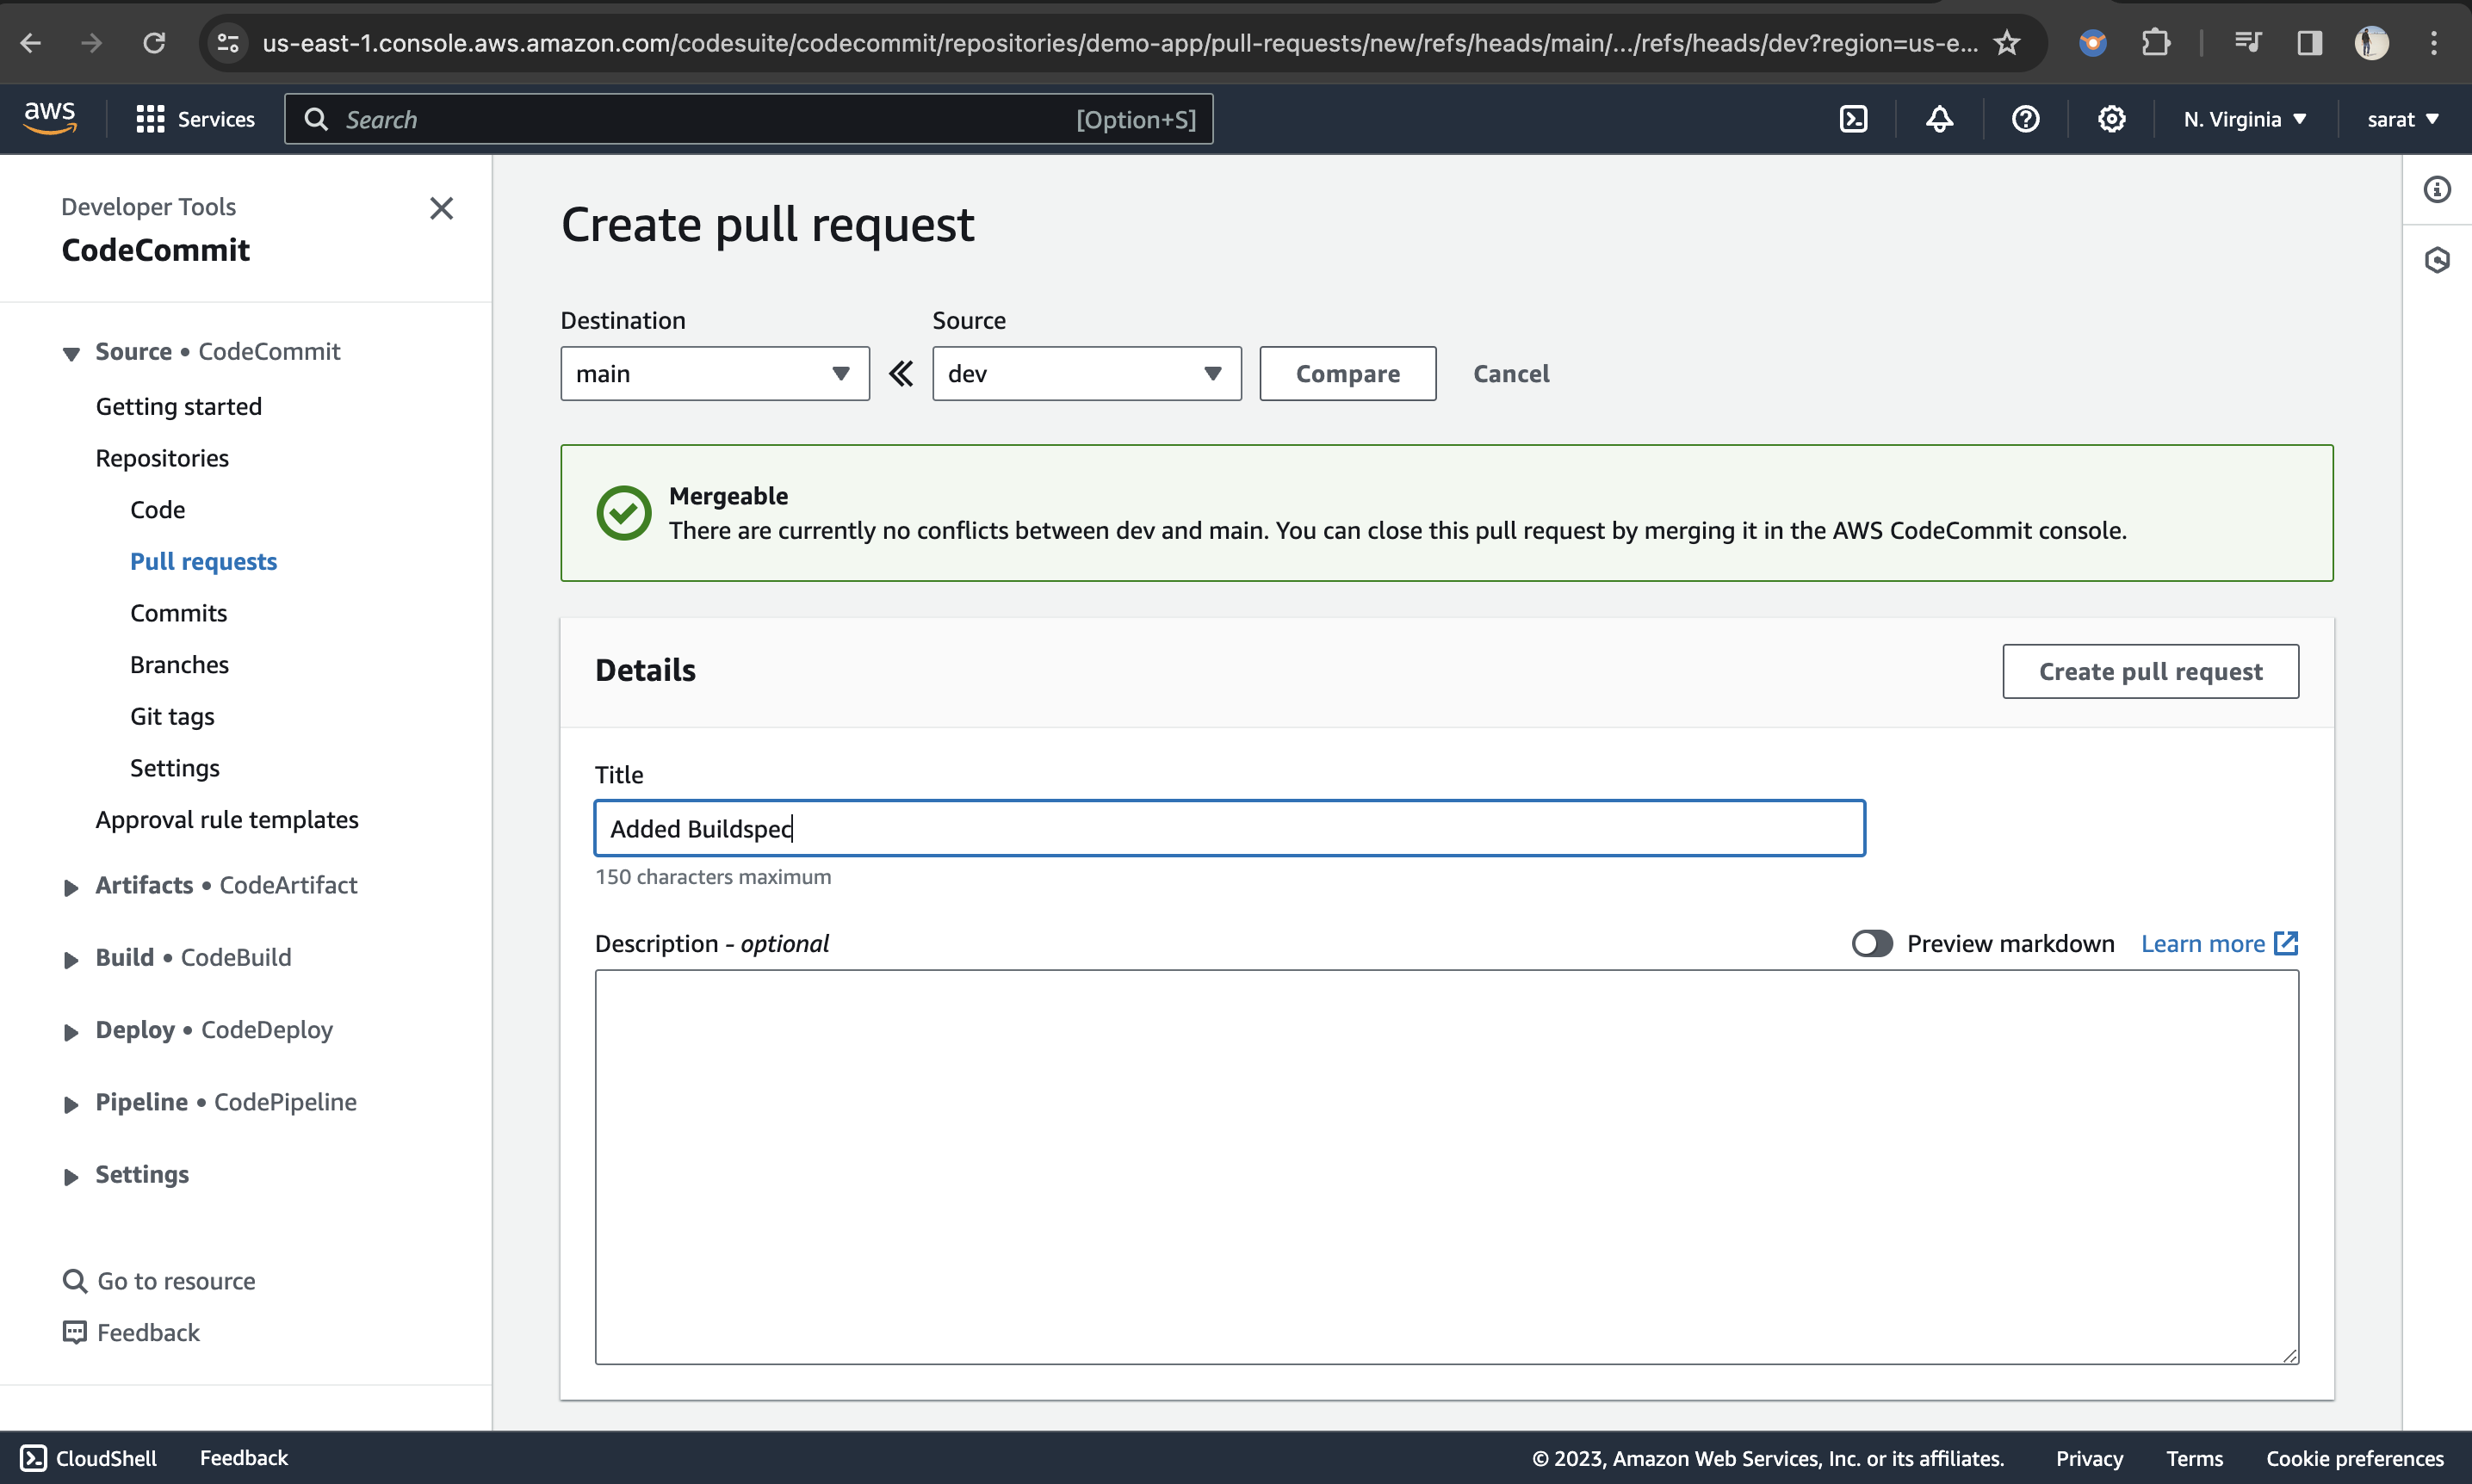 us-east-1.console.aws.amazon.com/codesuite/codecommit/repositories/demo-app/pull-requests/new/refs/heads/main/.../refs/heads/dev?region=us-e...
aws Services Search [Option+S] N. Virginia sarat
Developer Tools
CodeCommit
Source • CodeCommit
Getting started
Repositories
Code
Pull requests
Commits
Branches
Git tags
Settings
Approval rule templates
Artifacts • CodeArtifact
Build • CodeBuild
Deploy • CodeDeploy
Pipeline • CodePipeline
Settings
Go to resource
Feedback
Create pull request
Destination Source
main dev Compare Cancel
Mergeable
There are currently no conflicts between dev and main. You can close this pull request by merging it in the AWS CodeCommit console.
Details Create pull request
Title
Added Buildspec
150 characters maximum
Description - optional Preview markdown Learn more
CloudShell Feedback © 2023, Amazon Web Services, Inc. or its affiliates. Privacy Terms Cookie preferences